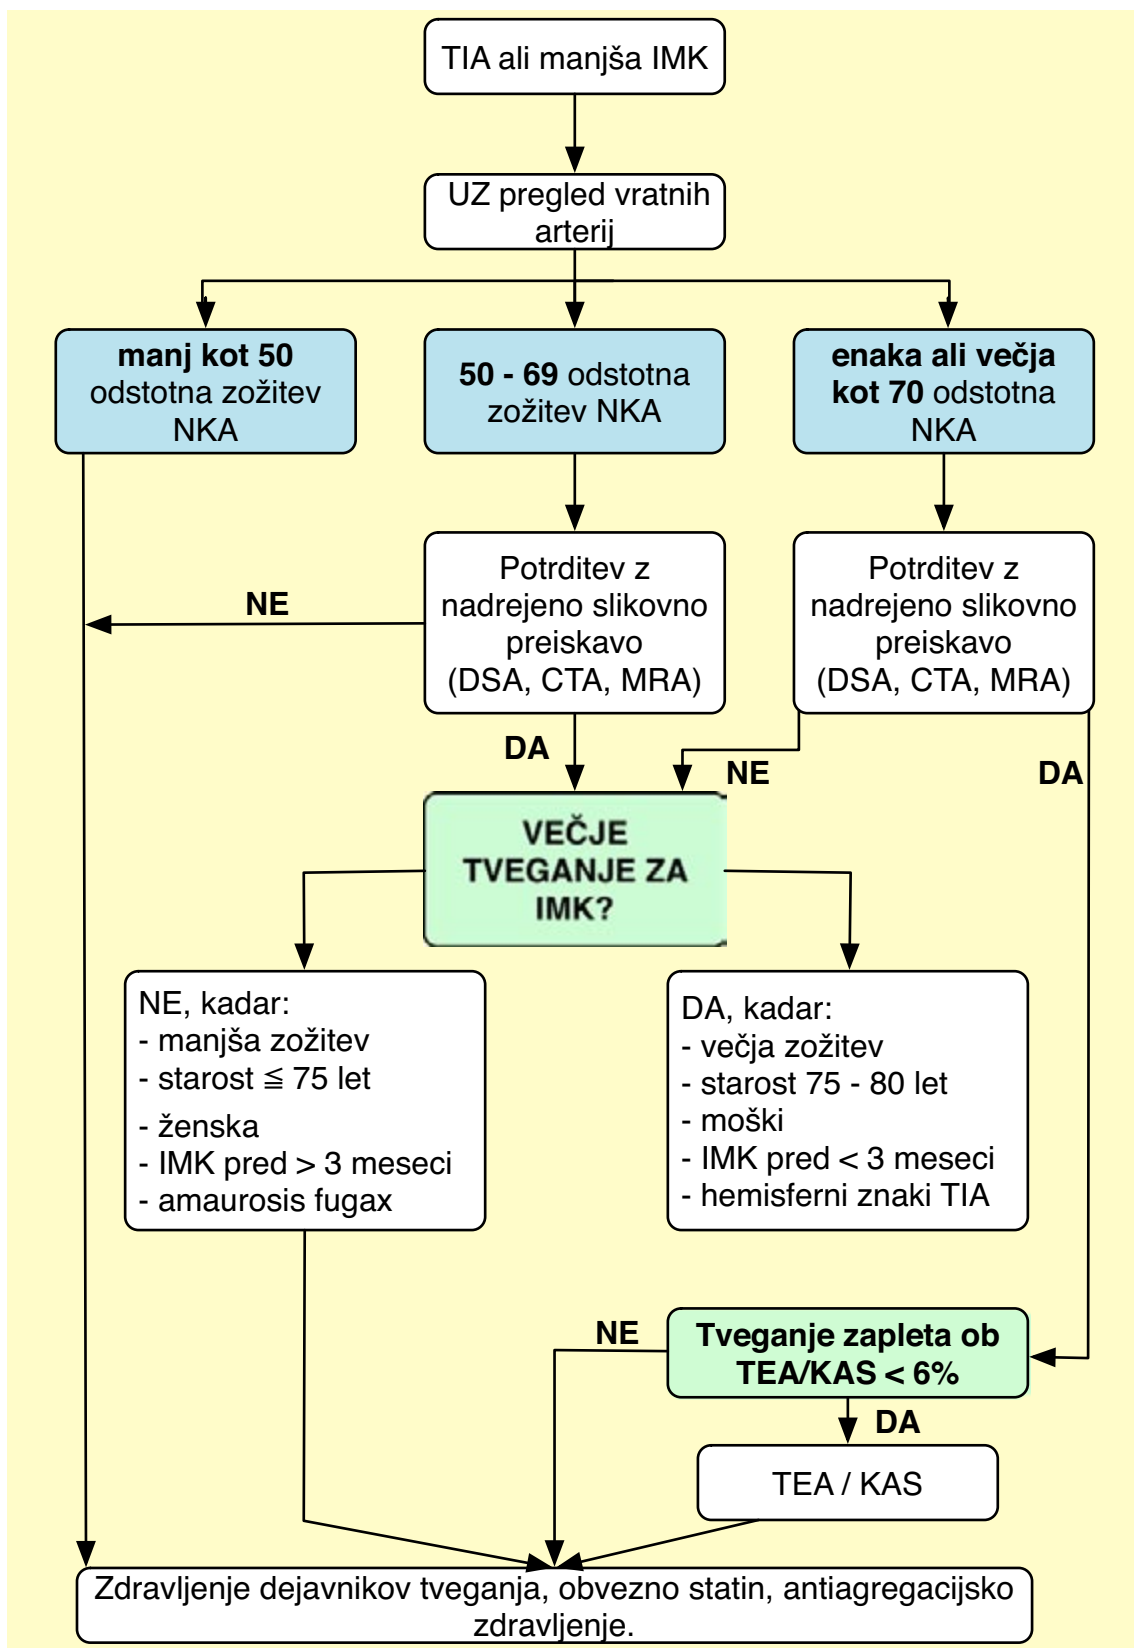 TIA ali manjša IMK
UZ pregled vratnih
arterij
manj kot 50
odstotna zožitev
NKA
50 - 69 odstotna
zožitev NKA
enaka ali večja
kot 70 odstotna
NKA
Potrditev z
nadrejeno slikovno
preiskavo
(DSA, CTA, MRA)
Potrditev z
nadrejeno slikovno
preiskavo
(DSA, CTA, MRA)
NE
DA
NE
DA
VEČJE
TVEGANJE ZA
IMK?
NE, kadar:
- manjša zožitev
- starost ≦ 75 let
- ženska
- IMK pred > 3 meseci
- amaurosis fugax
DA, kadar:
- večja zožitev
- starost 75 - 80 let
- moški
- IMK pred < 3 meseci
- hemisferni znaki TIA
NE
Tveganje zapleta ob
TEA/KAS < 6%
DA
TEA / KAS
Zdravljenje dejavnikov tveganja, obvezno statin, antiagregacijsko
zdravljenje.